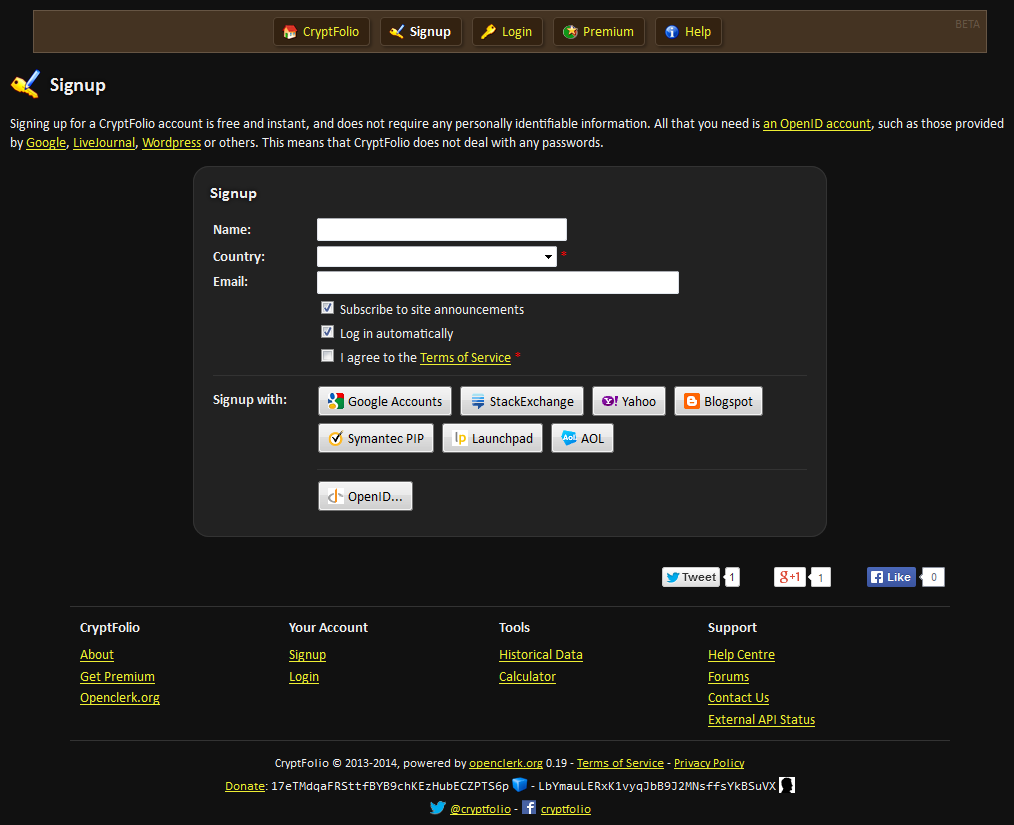 CryptFolio Signup Login Premium Help BETA
Signup
Signing up for a CryptFolio account is free and instant, and does not require any personally identifiable information. All that you need is an OpenID account, such as those provided
by Google, LiveJournal, Wordpress or others. This means that CryptFolio does not deal with any passwords.
Signup
Name:
Country: *
Email:
Subscribe to site announcements
Log in automatically
I agree to the Terms of Service *
Signup with: Google Accounts StackExchange Yahoo Blogspot
Symantec PIP Launchpad AOL
OpenID...
Tweet 1 g+1 1 Like 0
CryptFolio Your Account Tools Support
About Signup Historical Data Help Centre
Get Premium Login Calculator Forums
Openclerk.org Contact Us
External API Status
CryptFolio © 2013-2014, powered by openclerk.org 0.19 - Terms of Service - Privacy Policy
Donate: 17eTMdqaFRSttfBYB9chKEzHubECZPTS6p - LbYmauLERxK1vyqJbB9J2MNsffsYkBSuVX
@cryptfolio - cryptfolio